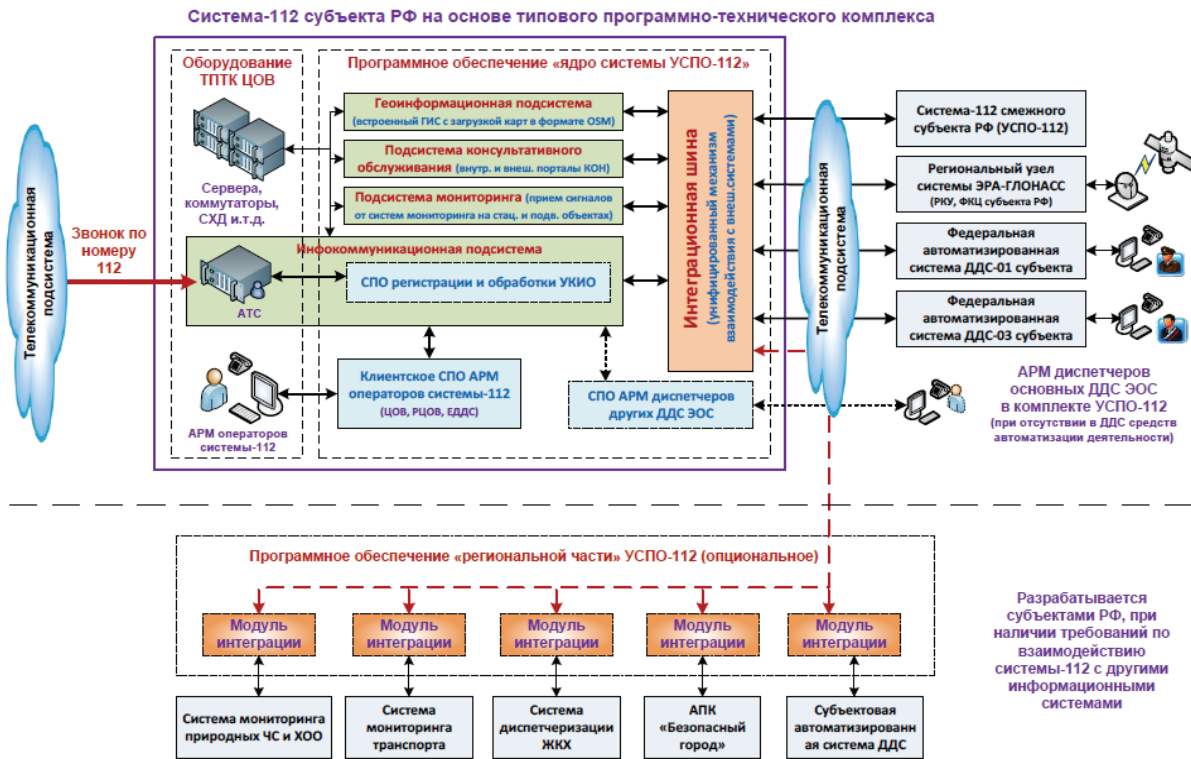 Система-112 субъекта РФ на основе типового программно-технического комплекса
Оборудование
ТПТК ЦОВ
Программное обеспечение «ядро системы УСПО-112»
Сервера,
коммутаторы,
СХД и.т.д.
Геоинформационная подсистема
(встроенный ГИС с загрузкой карт в формате OSM)
Подсистема консультативного
обслуживания (внутр. и внеш. порталы КОН)
Подсистема мониторинга (прием сигналов
от систем мониторинга на стац. и подв. объектах)
Инфокоммуникационная подсистема
СПО регистрации и обработки УКИО
АТС
Звонок по
номеру
112
Телекоммуникационная
подсистема
АРМ операторов
системы-112
Клиентское СПО АРМ
операторов системы-112
(ЦОВ, РЦОВ, ЕДДС)
СПО АРМ диспетчеров
других ДДС ЭОС
Интеграционная шина
(унифицированный механизм
взаимодействия с внеш.системами)
Телекоммуникационная
подсистема
Система-112 смежного
субъекта РФ (УСПО-112)
Региональный узел
системы ЭРА-ГЛОНАСС
(РКУ, ФКЦ субъекта РФ)
Федеральная
автоматизированная
система ДДС-01 субъекта
Федеральная
автоматизированная
система ДДС-03 субъекта
АРМ диспетчеров
основных ДДС ЭОС
в комплекте УСПО-112
(при отсутствии в ДДС средств
автоматизации деятельности)
Программное обеспечение «региональной части» УСПО-112 (опциональное)
Модуль
интеграции
Модуль
интеграции
Модуль
интеграции
Модуль
интеграции
Модуль
интеграции
Система мониторинга
природных ЧС и ХОО
Система
мониторинга
транспорта
Система
диспетчеризации
ЖКХ
АПК
«Безопасный
город»
Субъектовая
автоматизированн
ая система ДДС
Разрабатывается
субъектами РФ, при
наличии требований по
взаимодействию
системы-112 с другими
информационными
системами